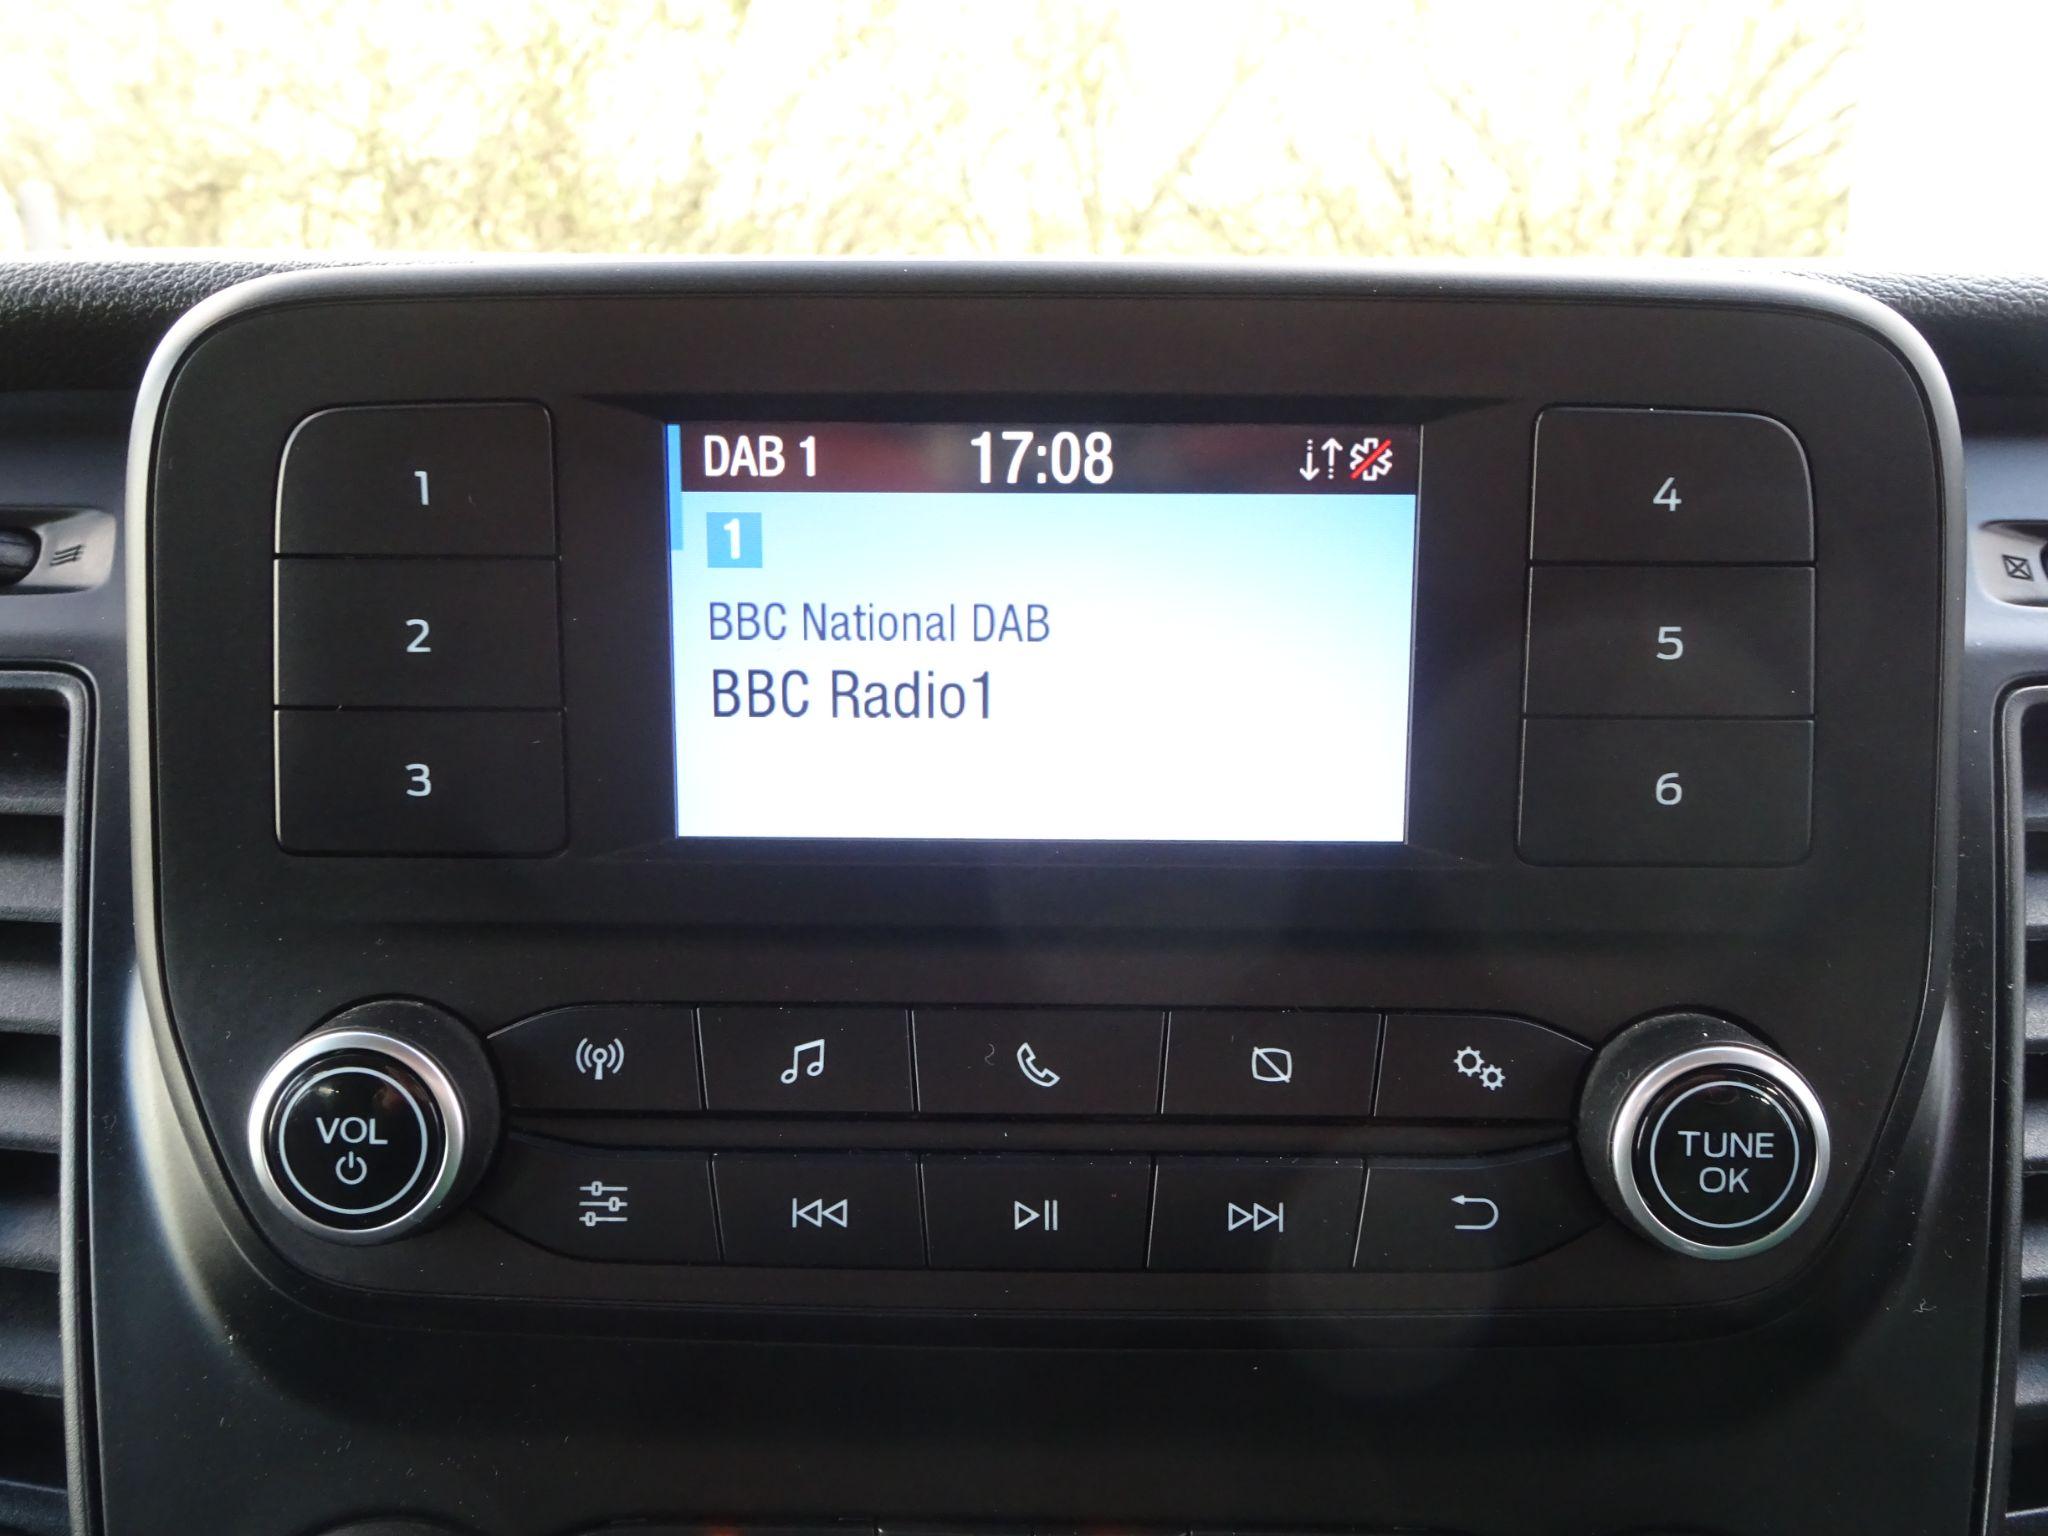 DAB 1 17:08
1
BBC National DAB
BBC Radio1
1
2
3
4
5
6
VOL
TUNE
OK